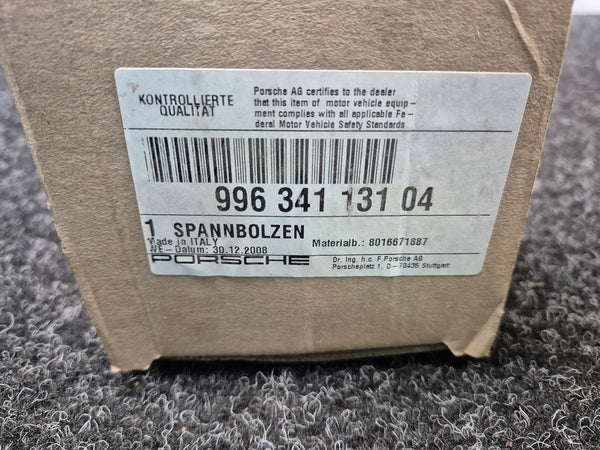 KONTROLLIERTE
QUALITÄT
Porsche AG certifies to the dealer
that this item of motor vehicle equip-
ment complies with all applicable Fe-
deral Motor Vehicle Safety Standards
996 341 131 04
1 SPANNBOLZEN
Made in ITALY
Materialb.: 8016671887
WE-Datum: 30.12.2008
PORSCHE
Dr. Ing. h.c. F.Porsche AG
Porscheplatz 1, D-70435 Stuttgart